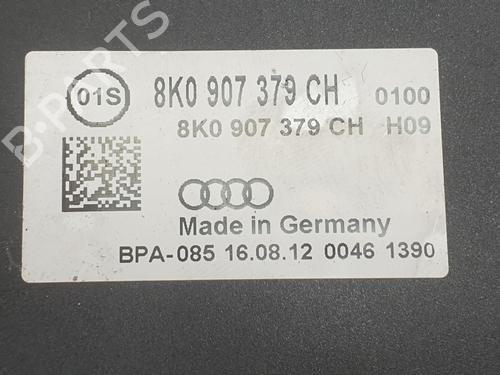 B-PARTS
01S
8K0 907 379 CH 0100
8K0 907 379 CH H09
Made in Germany
BPA-085 16.08.12 0046 1390